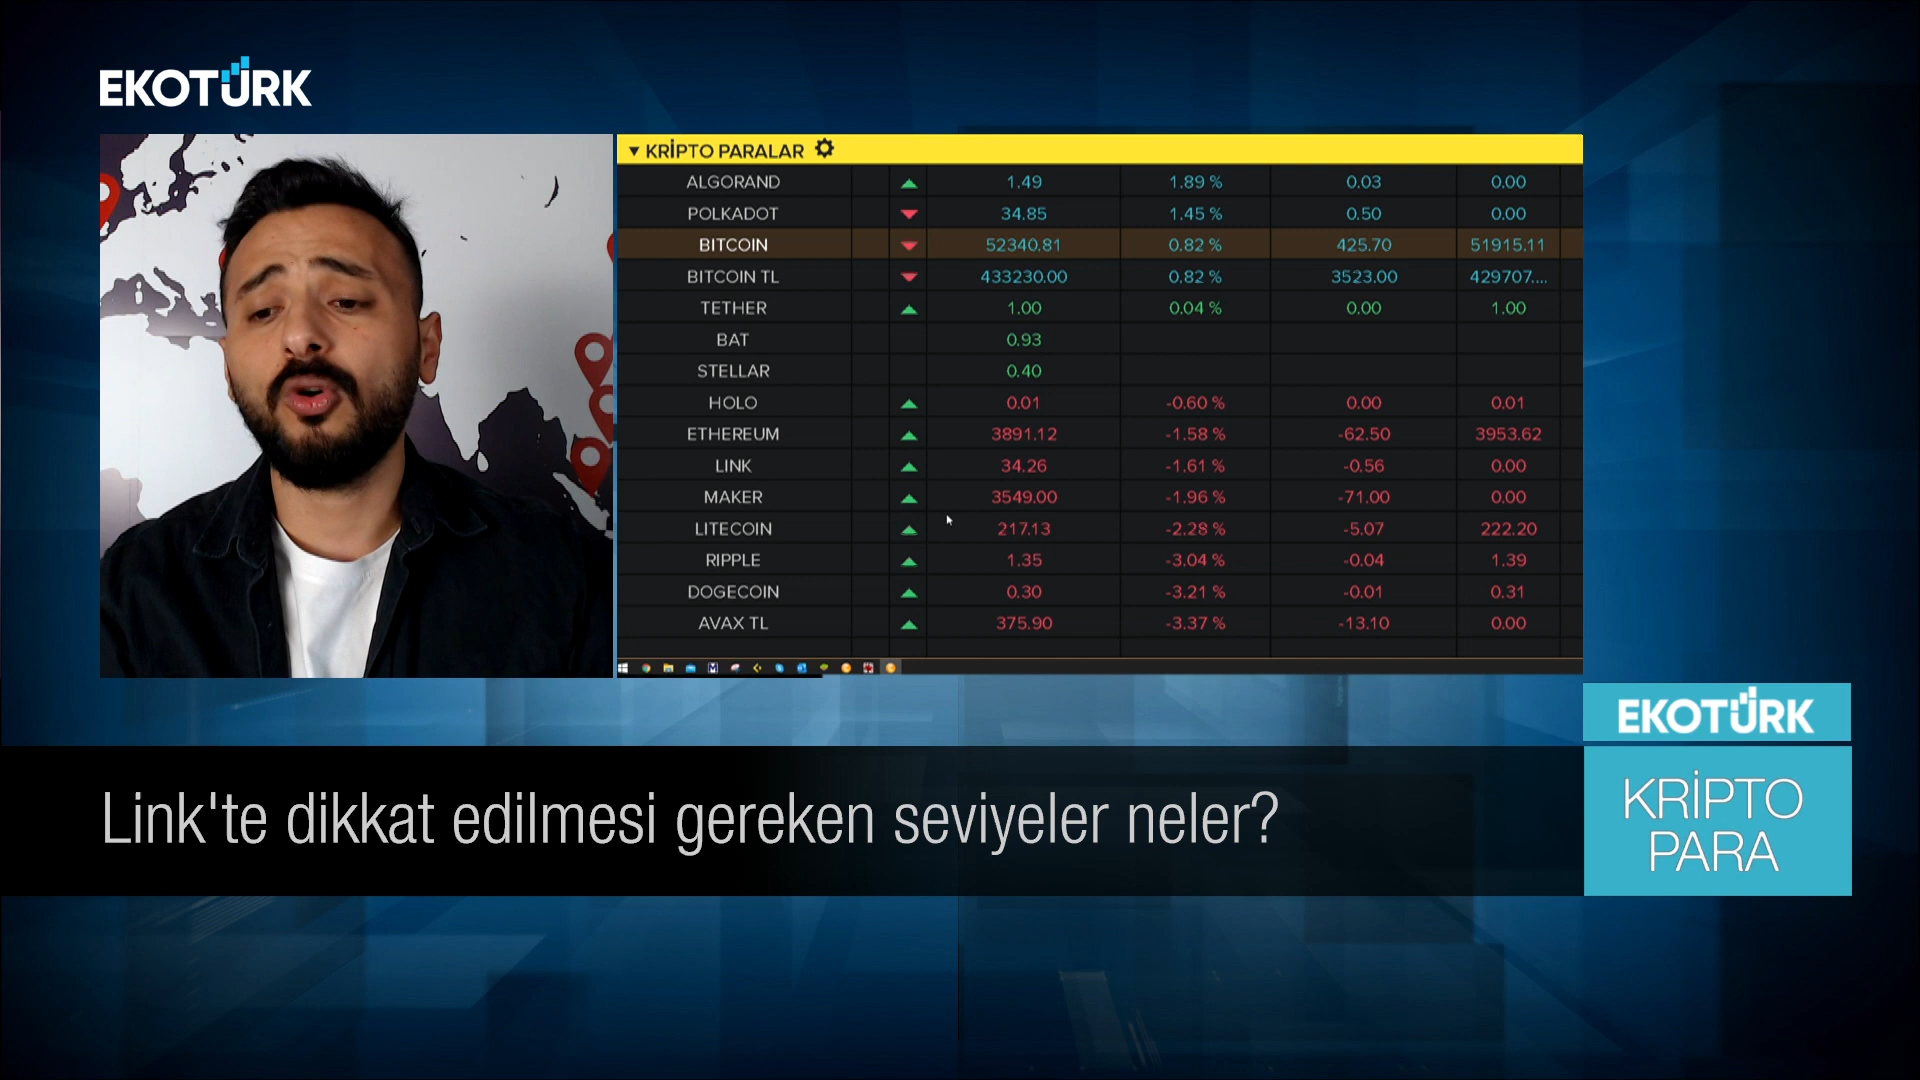 EKOTÜRK
▼ KRİPTO PARALAR
ALGORAND 1.49 1.89 % 0.03 0.00
POLKADOT 34.85 1.45 % 0.50 0.00
BITCOIN 52340.81 0.82 % 425.70 51915.11
BITCOIN TL 433230.00 0.82 % 3523.00 429707....
TETHER 1.00 0.04 % 0.00 1.00
BAT 0.93
STELLAR 0.40
HOLO 0.01 -0.60 % 0.00 0.01
ETHEREUM 3891.12 -1.58 % -62.50 3953.62
LINK 34.26 -1.61 % -0.56 0.00
MAKER 3549.00 -1.96 % -71.00 0.00
LITECOIN 217.13 -2.28 % -5.07 222.20
RIPPLE 1.35 -3.04 % -0.04 1.39
DOGECOIN 0.30 -3.21 % -0.01 0.31
AVAX TL 375.90 -3.37 % -13.10 0.00
EKOTÜRK
Link'te dikkat edilmesi gereken seviyeler neler?
KRİPTO
PARA